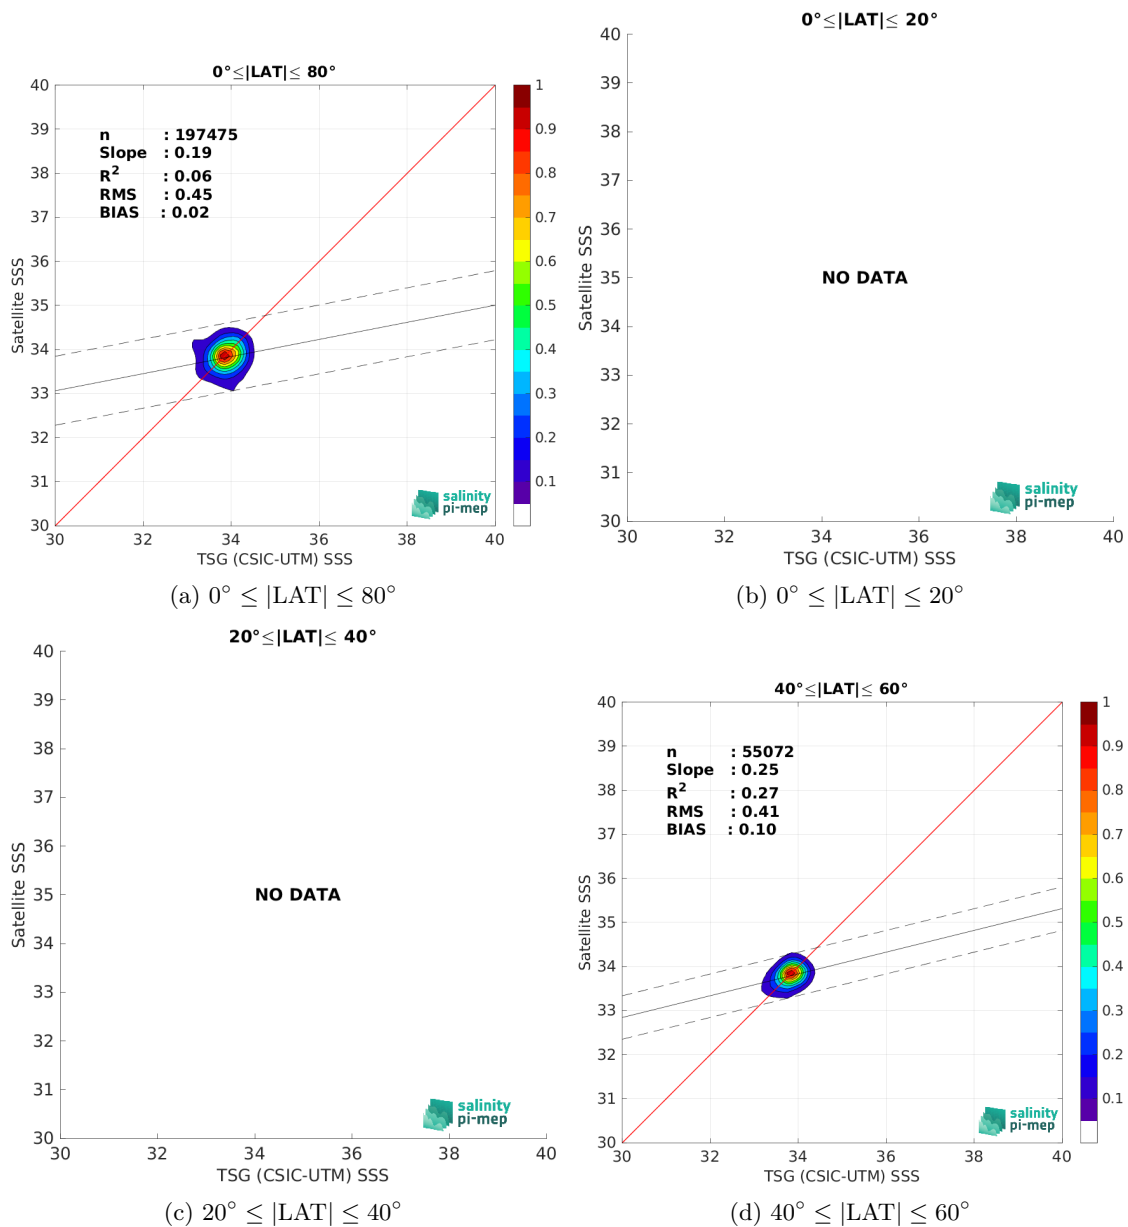 0°≤|LAT|≤ 80°
40
39
38
37
36
35
34
33
32
31
30
n : 197475
Slope : 0.19
R² : 0.06
RMS : 0.45
BIAS : 0.02
Satellite SSS
salinity
pi-mep
30 32 34 36 38 40
TSG (CSIC-UTM) SSS
1
0.9
0.8
0.7
0.6
0.5
0.4
0.3
0.2
0.1
(a) 0° ≤ |LAT| ≤ 80°
0°≤|LAT|≤ 20°
40
39
38
37
36
35
34
33
32
31
30
Satellite SSS
NO DATA
salinity
pi-mep
30 32 34 36 38 40
TSG (CSIC-UTM) SSS
(b) 0° ≤ |LAT| ≤ 20°
20°≤|LAT|≤ 40°
40
39
38
37
36
35
34
33
32
31
30
Satellite SSS
NO DATA
salinity
pi-mep
30 32 34 36 38 40
TSG (CSIC-UTM) SSS
(c) 20° ≤ |LAT| ≤ 40°
40°≤|LAT|≤ 60°
40
39
38
37
36
35
34
33
32
31
30
n : 55072
Slope : 0.25
R² : 0.27
RMS : 0.41
BIAS : 0.10
Satellite SSS
salinity
pi-mep
30 32 34 36 38 40
TSG (CSIC-UTM) SSS
1
0.9
0.8
0.7
0.6
0.5
0.4
0.3
0.2
0.1
(d) 40° ≤ |LAT| ≤ 60°